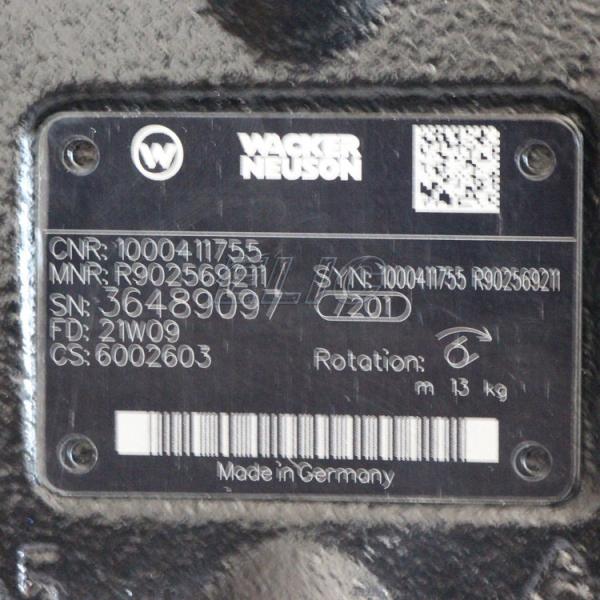 W
WACKER
NEUSON
CNR: 1000411755
MNR: R902569211 SYN: 1000411755 R902569211
SN: 36489097 7201
FD: 21W09
CS: 6002603 Rotation:
m 13 kg
Made in Germany